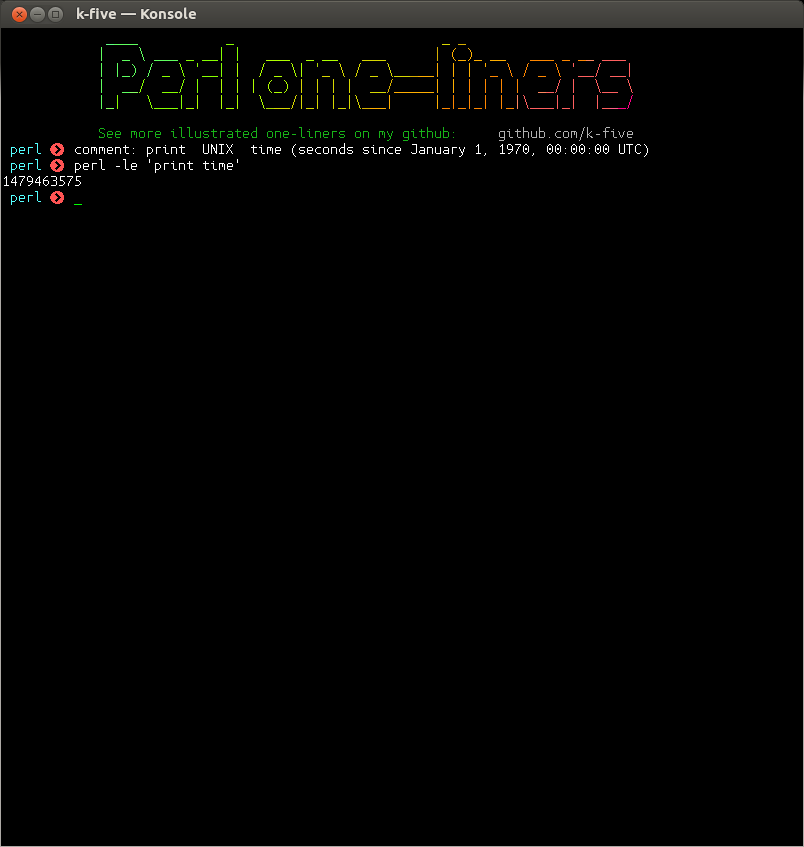 k-five — Konsole
Perl one-liners
See more illustrated one-liners on my github: github.com/k-five
perl ❯ comment: print  UNIX  time (seconds since January 1, 1970, 00:00:00 UTC)
perl ❯ perl -le 'print time'
1479463575
perl ❯ _